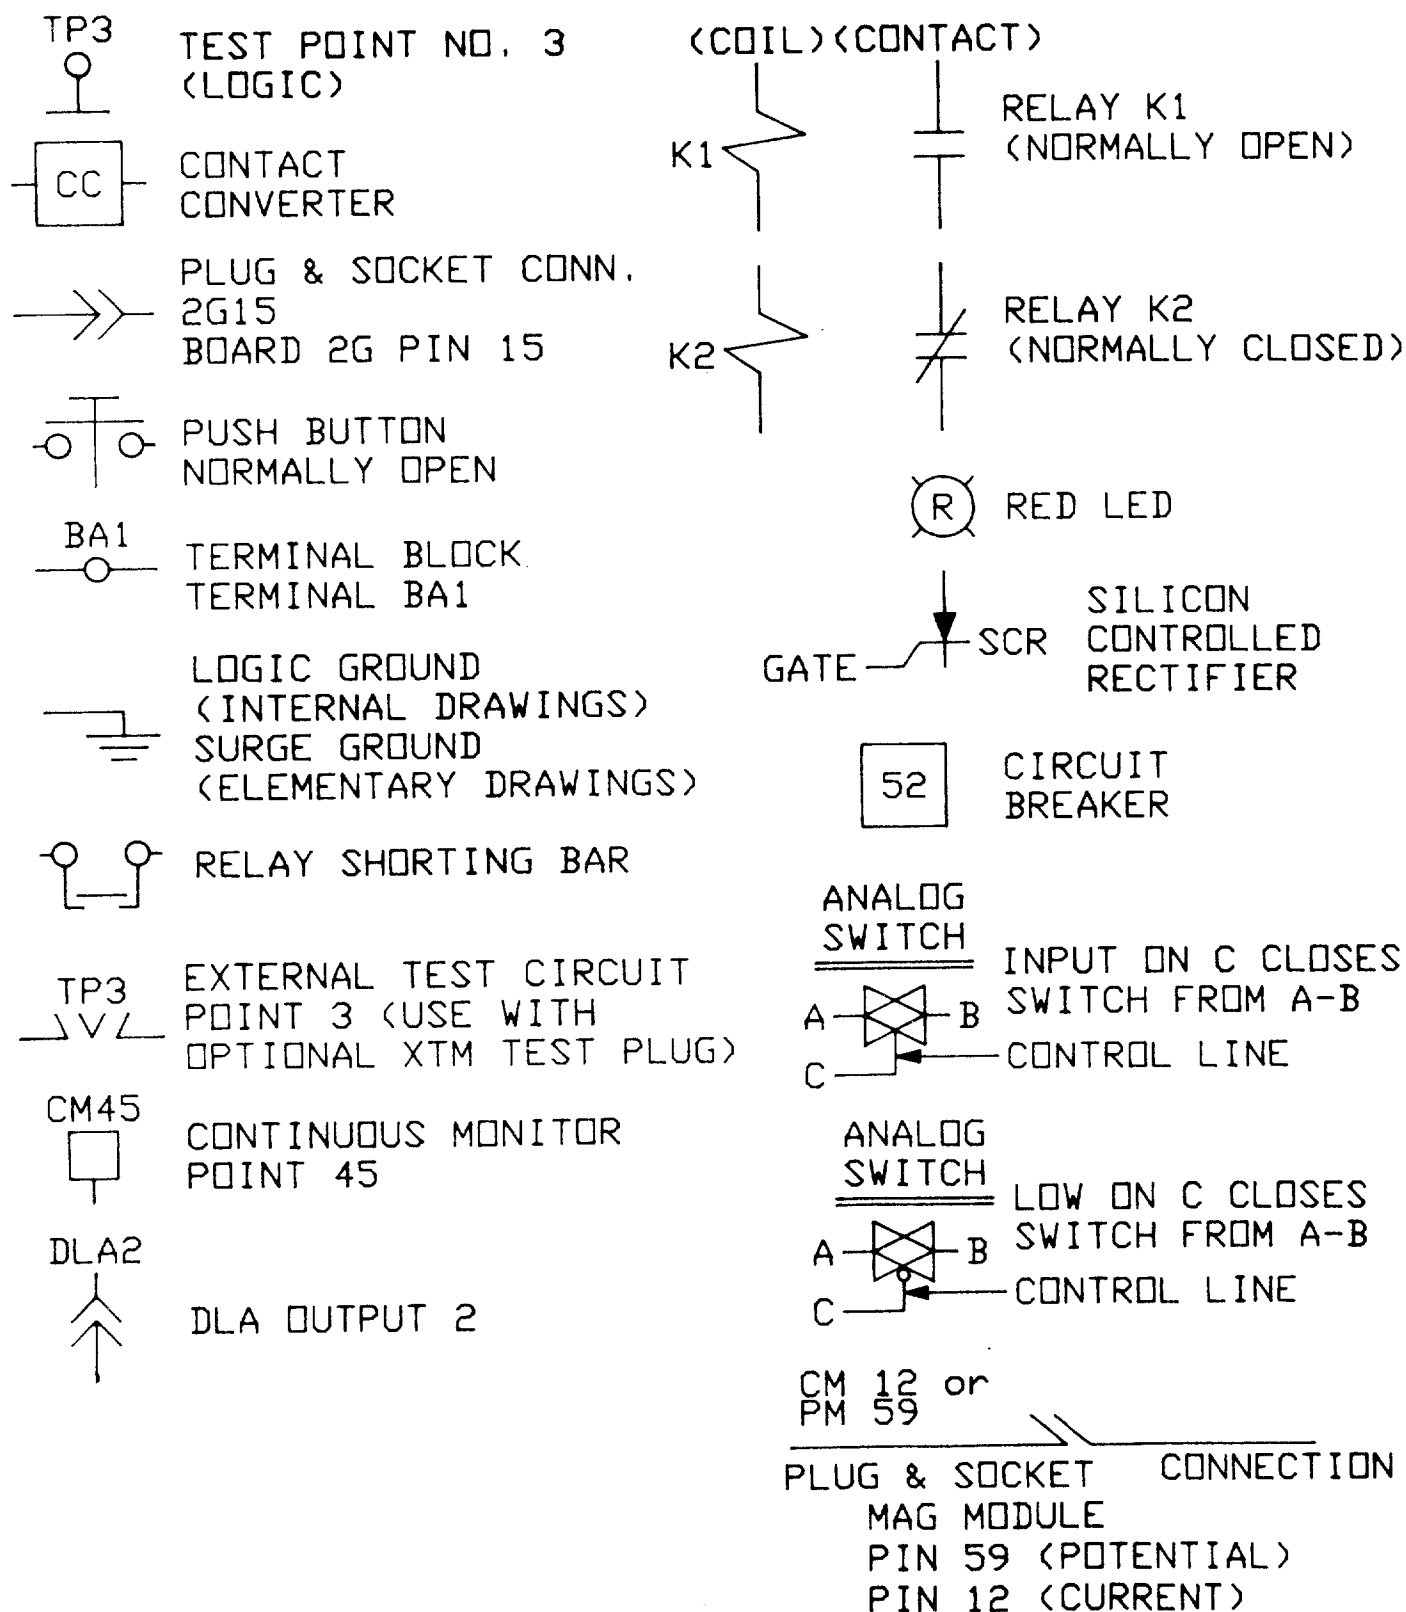 TP3
TEST POINT NO. 3
(LOGIC)
CC
CONTACT
CONVERTER
PLUG & SOCKET CONN.
2G15
BOARD 2G PIN 15
PUSH BUTTON
NORMALLY OPEN
BA1
TERMINAL BLOCK
TERMINAL BA1
LOGIC GROUND
(INTERNAL DRAWINGS)
SURGE GROUND
(ELEMENTARY DRAWINGS)
RELAY SHORTING BAR
TP3
EXTERNAL TEST CIRCUIT
POINT 3 (USE WITH
OPTIONAL XTM TEST PLUG)
CM45
CONTINUOUS MONITOR
POINT 45
DLA2
DLA OUTPUT 2
(COIL) (CONTACT)
K1
RELAY K1
(NORMALLY OPEN)
K2
RELAY K2
(NORMALLY CLOSED)
R
RED LED
GATE
SCR
SILICON
CONTROLLED
RECTIFIER
52
CIRCUIT
BREAKER
ANALOG
SWITCH
INPUT ON C CLOSES
SWITCH FROM A-B
A
B
C
CONTROL LINE
ANALOG
SWITCH
LOW ON C CLOSES
SWITCH FROM A-B
A
B
C
CONTROL LINE
CM 12 or
PM 59
PLUG & SOCKET CONNECTION
MAG MODULE
PIN 59 (POTENTIAL)
PIN 12 (CURRENT)